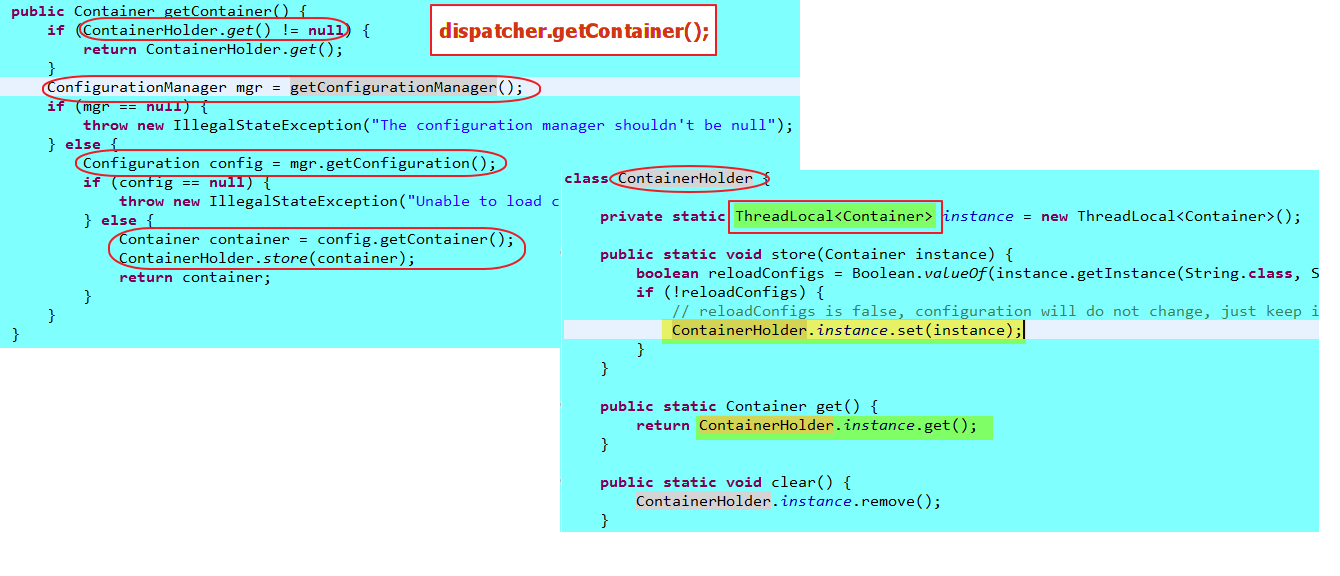 public Container getContainer() {
if (ContainerHolder.get() != null) {
return ContainerHolder.get();
}
ConfigurationManager mgr = getConfigurationManager();
if (mgr == null) {
throw new IllegalStateException("The configuration manager shouldn't be null");
} else {
Configuration config = mgr.getConfiguration();
if (config == null) {
throw new IllegalStateException("Unable to load c
} else {
Container container = config.getContainer();
ContainerHolder.store(container);
return container;
}
}
}
dispatcher.getContainer();
class ContainerHolder {
private static ThreadLocal<Container> instance = new ThreadLocal<Container>();
public static void store(Container instance) {
boolean reloadConfigs = Boolean.valueOf(instance.getInstance(String.class, S
if (!reloadConfigs) {
// reloadConfigs is false, configuration will do not change, just keep i
ContainerHolder.instance.set(instance);
}
}
public static Container get() {
return ContainerHolder.instance.get();
}
public static void clear() {
ContainerHolder.instance.remove();
}